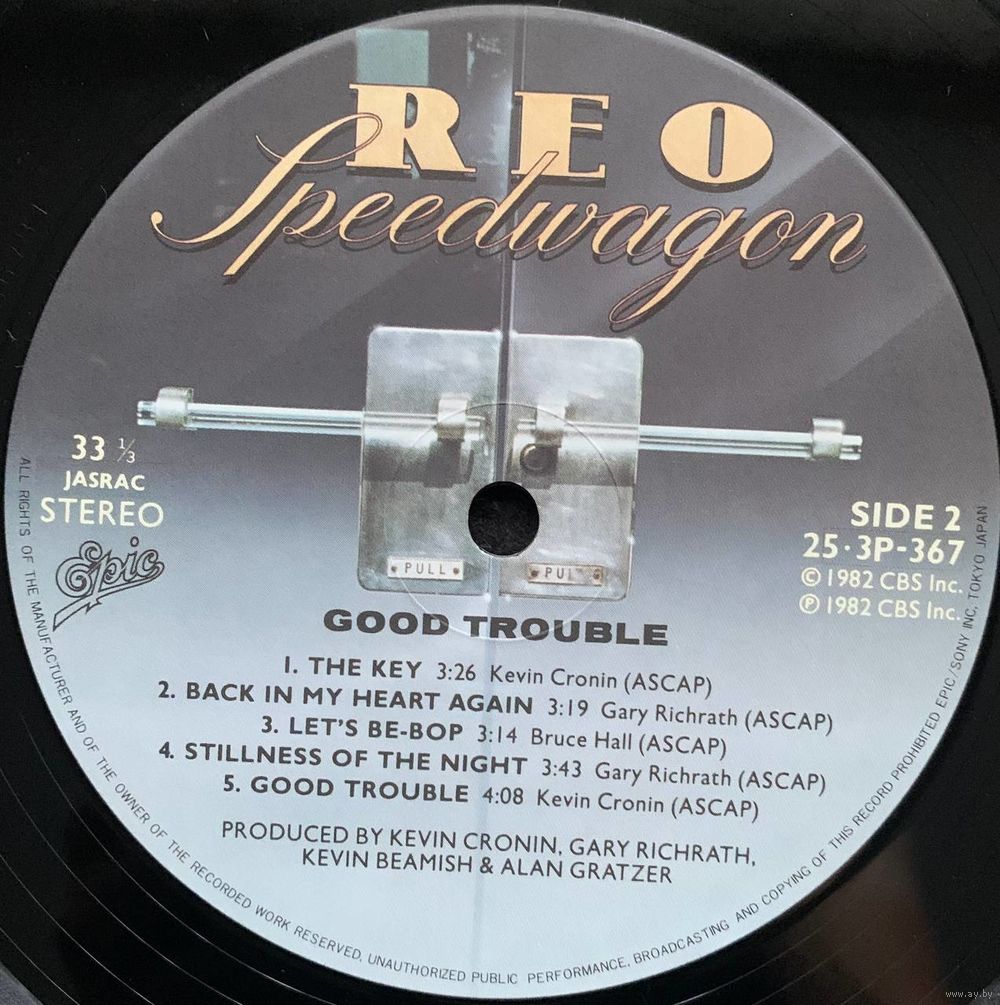 REO
Speedwagon
33 1/3
JASRAC
STEREO
Epic
SIDE 2
25・3P-367
© 1982 CBS Inc.
℗ 1982 CBS Inc.
PULL
PUL
GOOD TROUBLE
1. THE KEY 3:26 Kevin Cronin (ASCAP)
2. BACK IN MY HEART AGAIN 3:19 Gary Richrath (ASCAP)
3. LET'S BE-BOP 3:14 Bruce Hall (ASCAP)
4. STILLNESS OF THE NIGHT 3:43 Gary Richrath (ASCAP)
5. GOOD TROUBLE 4:08 Kevin Cronin (ASCAP)
PRODUCED BY KEVIN CRONIN, GARY RICHRATH,
KEVIN BEAMISH & ALAN GRATZER
ALL RIGHTS OF THE MANUFACTURER AND OF THE OWNER OF THE RECORDED WORK RESERVED. UNAUTHORIZED PUBLIC PERFORMANCE, BROADCASTING AND COPYING OF THIS RECORD PROHIBITED EPIC/SONY INC. TOKYO JAPAN
www.ay.by